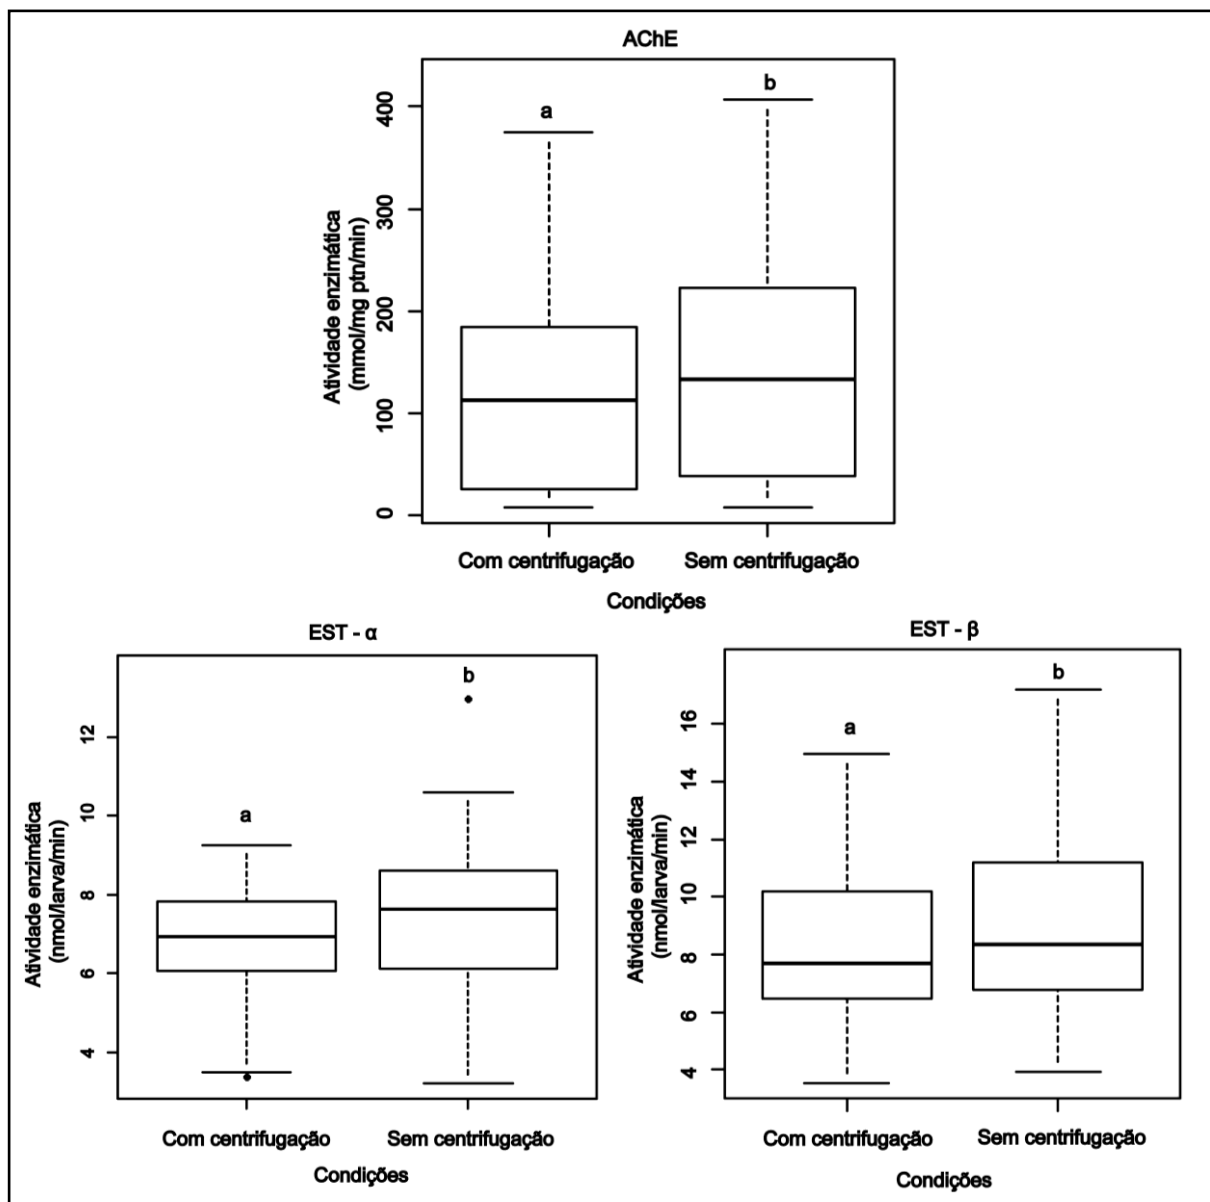 AChE
a
b
400
300
200
100
0
Atividade enzimática
(mmol/mg ptn/min)
Com centrifugação
Sem centrifugação
Condições
EST - α
a
b
12
10
8
6
4
Atividade enzimática
(nmol/larva/min)
Com centrifugação
Sem centrifugação
Condições
EST - β
a
b
16
14
12
10
8
6
4
Atividade enzimática
(nmol/larva/min)
Com centrifugação
Sem centrifugação
Condições